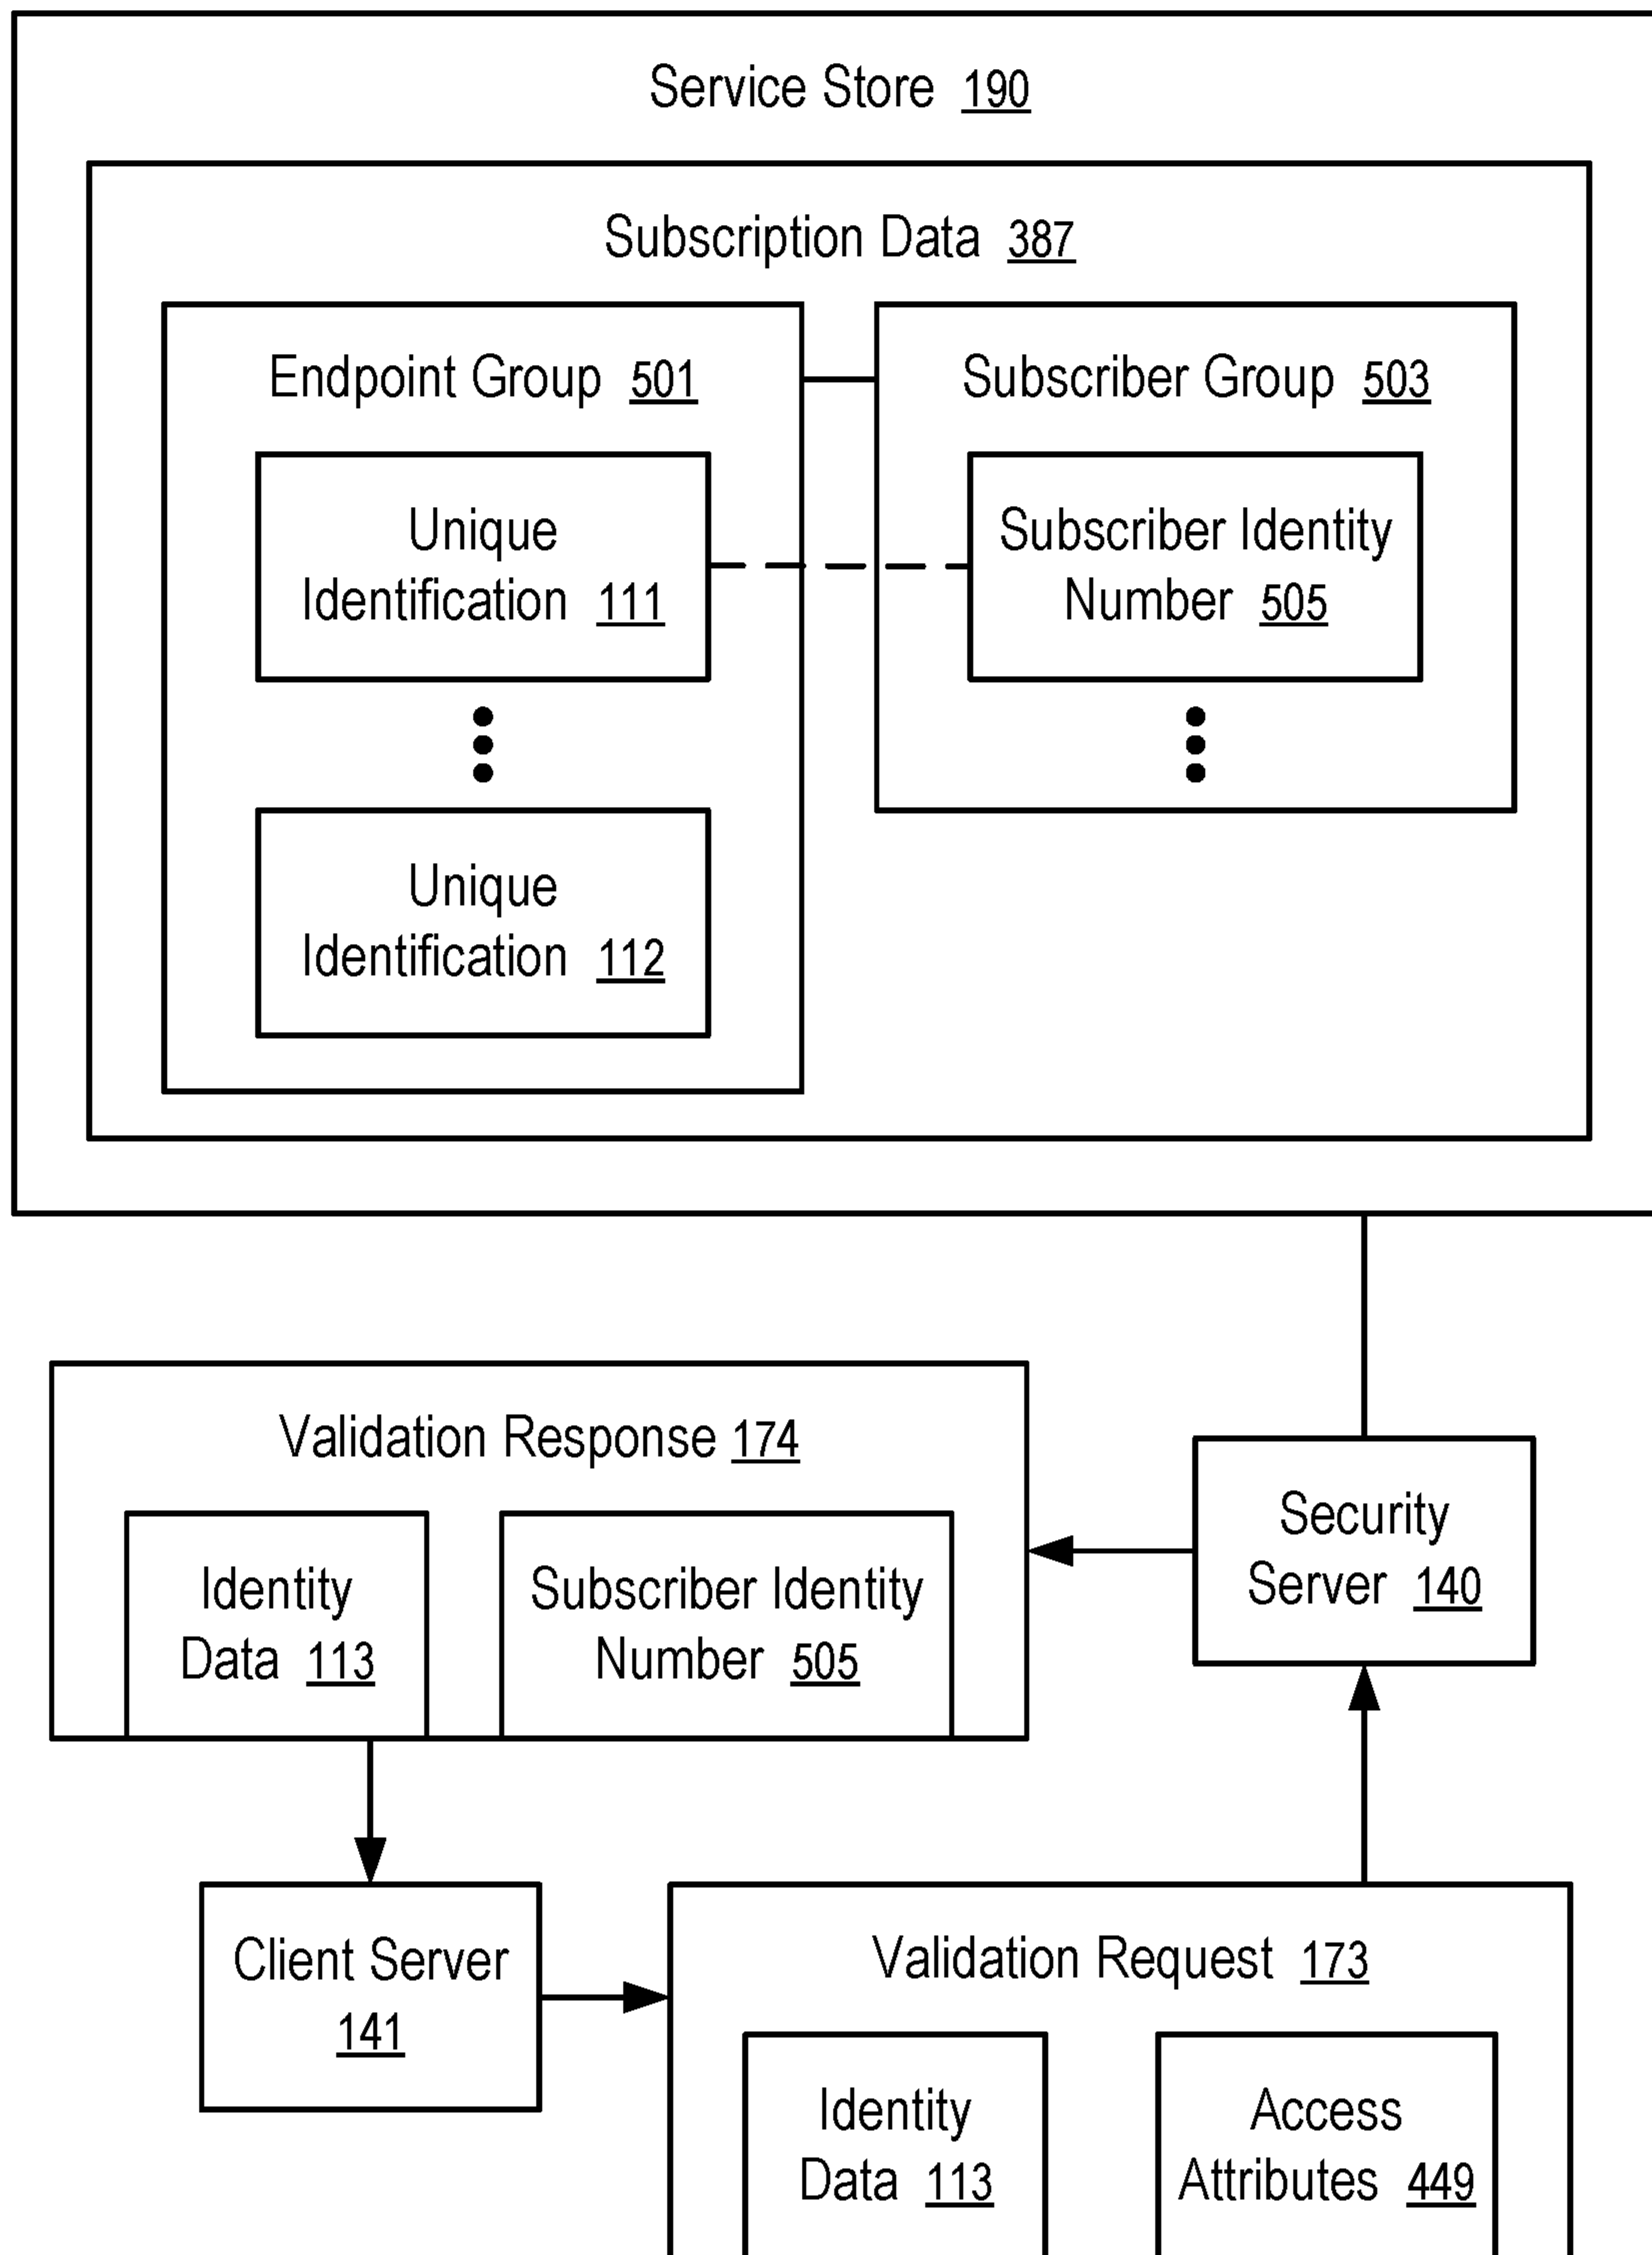 Service Store 190
Subscription Data 387
Endpoint Group 501
Unique
Identification 111
Unique
Identification 112
Subscriber Group 503
Subscriber Identity
Number 505
Validation Response 174
Identity
Data 113
Subscriber Identity
Number 505
Security
Server 140
Client Server
141
Validation Request 173
Identity
Data 113
Access
Attributes 449